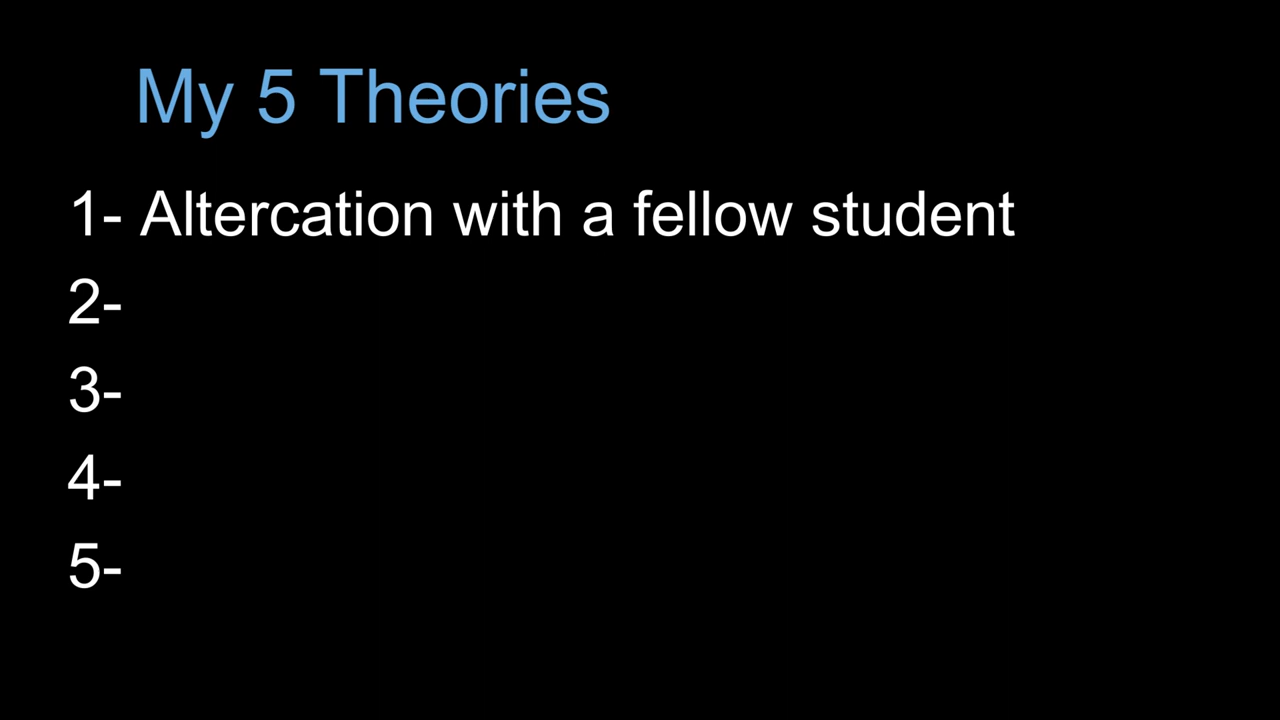 My 5 Theories
1- Altercation with a fellow student
2-
3-
4-
5-